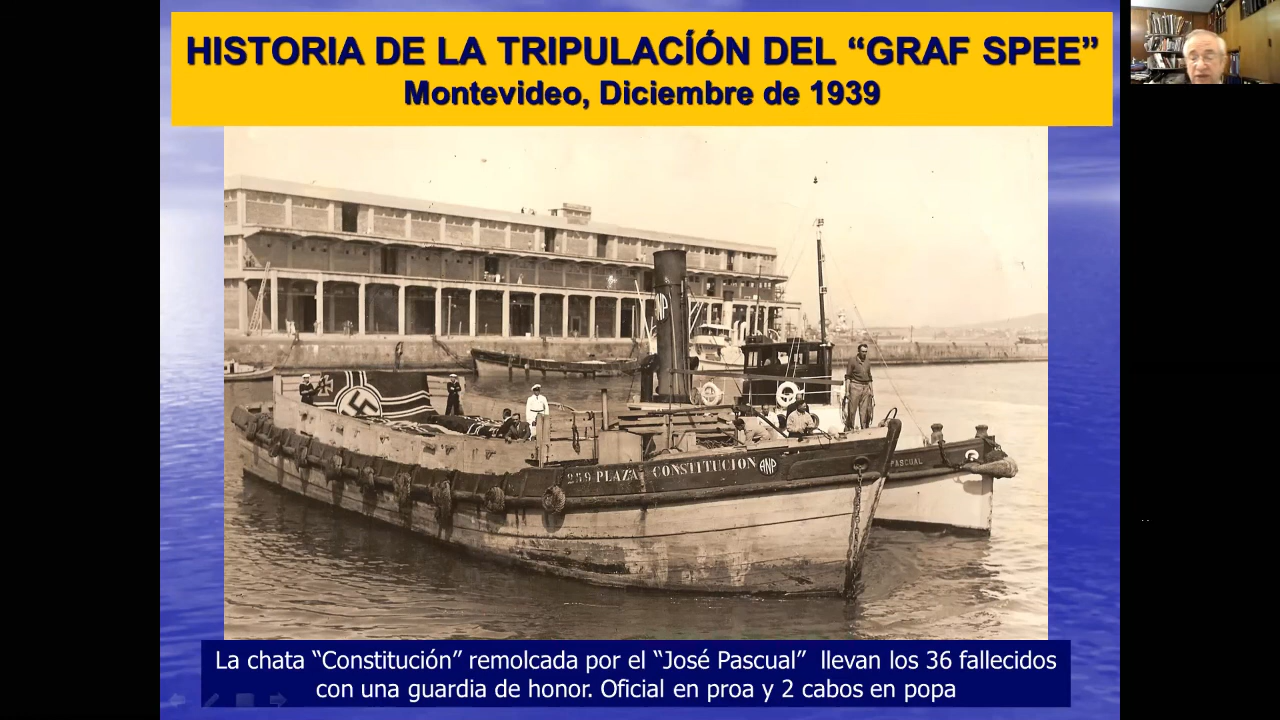 HISTORIA DE LA TRIPULACÍÓN DEL “GRAF SPEE”
Montevideo, Diciembre de 1939
ANP
259 PLAZA CONSTITUCION ANP
PASCUAL
La chata “Constitución” remolcada por el “José Pascual” llevan los 36 fallecidos
con una guardia de honor. Oficial en proa y 2 cabos en popa